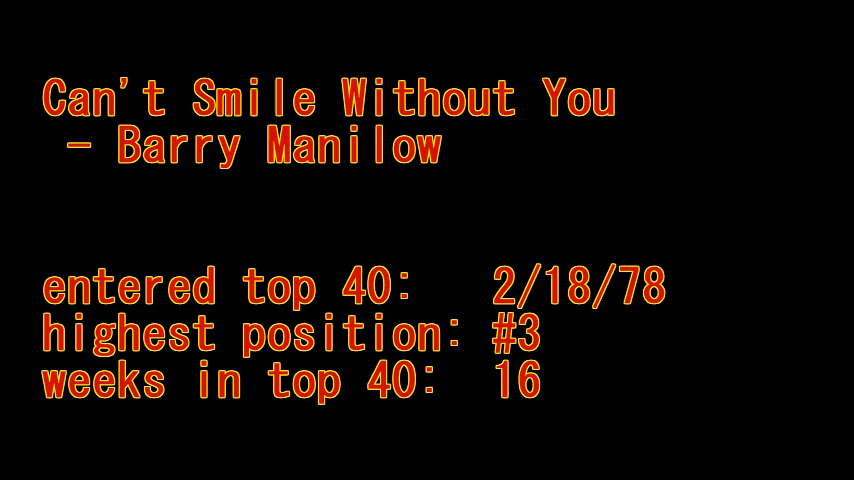 Can't Smile Without You
- Barry Manilow
entered top 40: 2/18/78
highest position: #3
weeks in top 40: 16